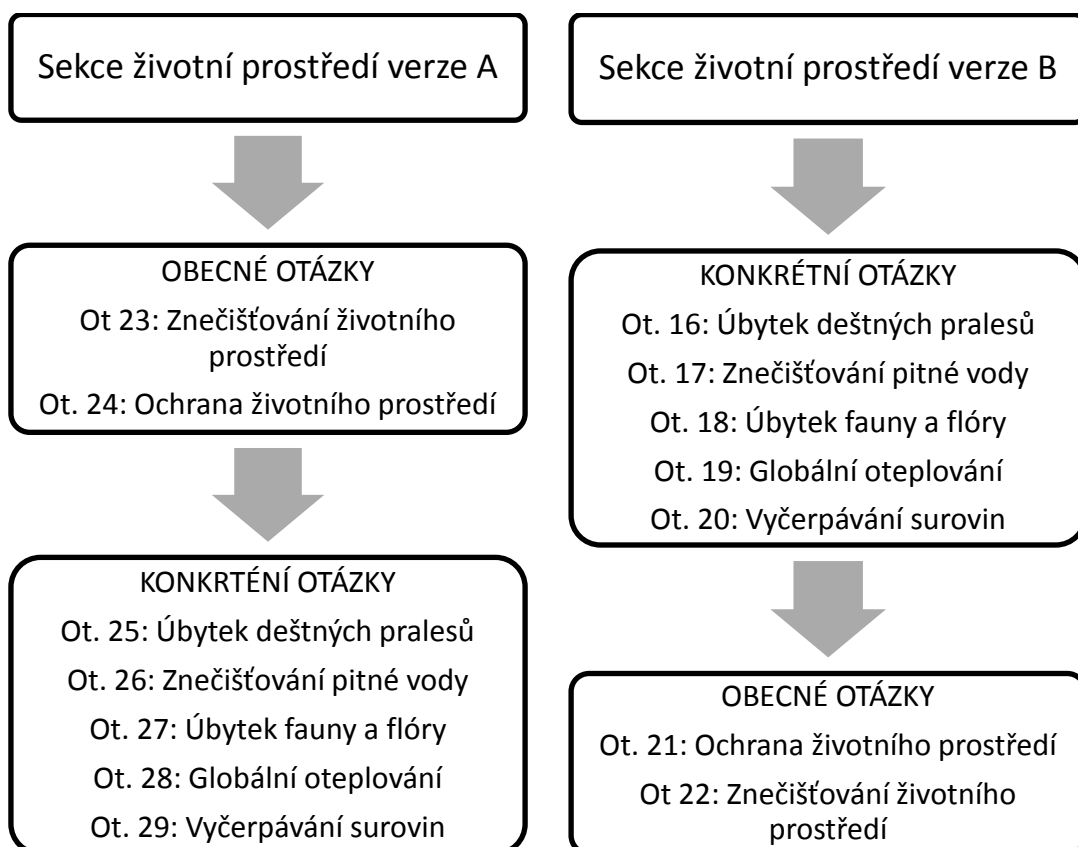 Sekce životní prostředí verze A
OBECNÉ OTÁZKY
Ot 23: Znečišťování životního
prostředí
Ot. 24: Ochrana životního prostředí
KONKRTÉNÍ OTÁZKY
Ot. 25: Úbytek deštných pralesů
Ot. 26: Znečišťování pitné vody
Ot. 27: Úbytek fauny a flóry
Ot. 28: Globální oteplování
Ot. 29: Vyčerpávání surovin
Sekce životní prostředí verze B
KONKRÉTNÍ OTÁZKY
Ot. 16: Úbytek deštných pralesů
Ot. 17: Znečišťování pitné vody
Ot. 18: Úbytek fauny a flóry
Ot. 19: Globální oteplování
Ot. 20: Vyčerpávání surovin
OBECNÉ OTÁZKY
Ot. 21: Ochrana životního prostředí
Ot 22: Znečišťování životního
prostředí